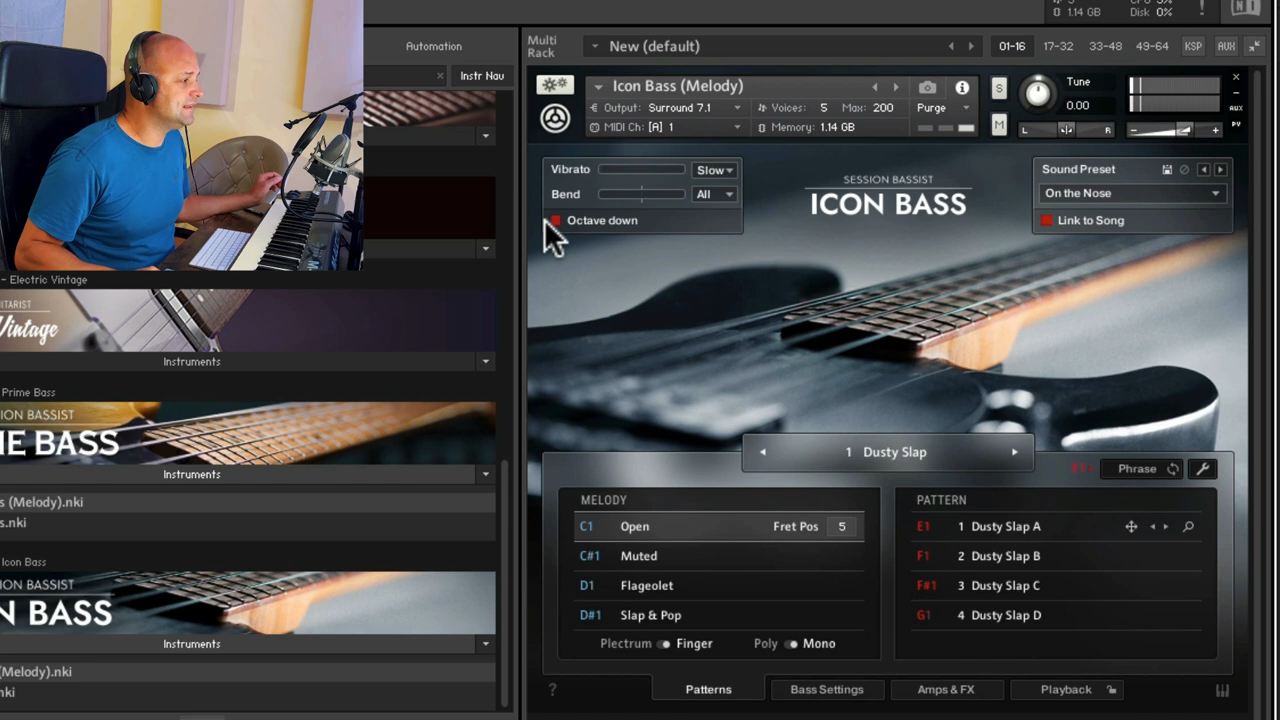 1.14 GB
Disk 0%
Automation
Multi
Rack
New (default)
01-16
17-32
33-48
49-64
KSP
AUX
Instr Nav
Icon Bass (Melody)
Output: Surround 7.1
Voices: 5 Max: 200
Purge
MIDI Ch: [A] 1
Memory: 1.14 GB
S
M
Tune
0.00
L
R
AUX
PV
Vibrato
Slow
Bend
All
Octave down
SESSION BASSIST
ICON BASS
Sound Preset
On the Nose
Link to Song
- Electric Vintage
ITARIST
Vintage
Instruments
Prime Bass
ION BASSIST
ME BASS
Instruments
s (Melody).nki
s.nki
Icon Bass
ION BASSIST
N BASS
Instruments
(Melody).nki
nki
1 Dusty Slap
Phrase
MELODY
C1 Open Fret Pos 5
C#1 Muted
D1 Flageolet
D#1 Slap & Pop
Plectrum Finger
Poly Mono
PATTERN
E1 1 Dusty Slap A
F1 2 Dusty Slap B
F#1 3 Dusty Slap C
G1 4 Dusty Slap D
?
Patterns
Bass Settings
Amps & FX
Playback